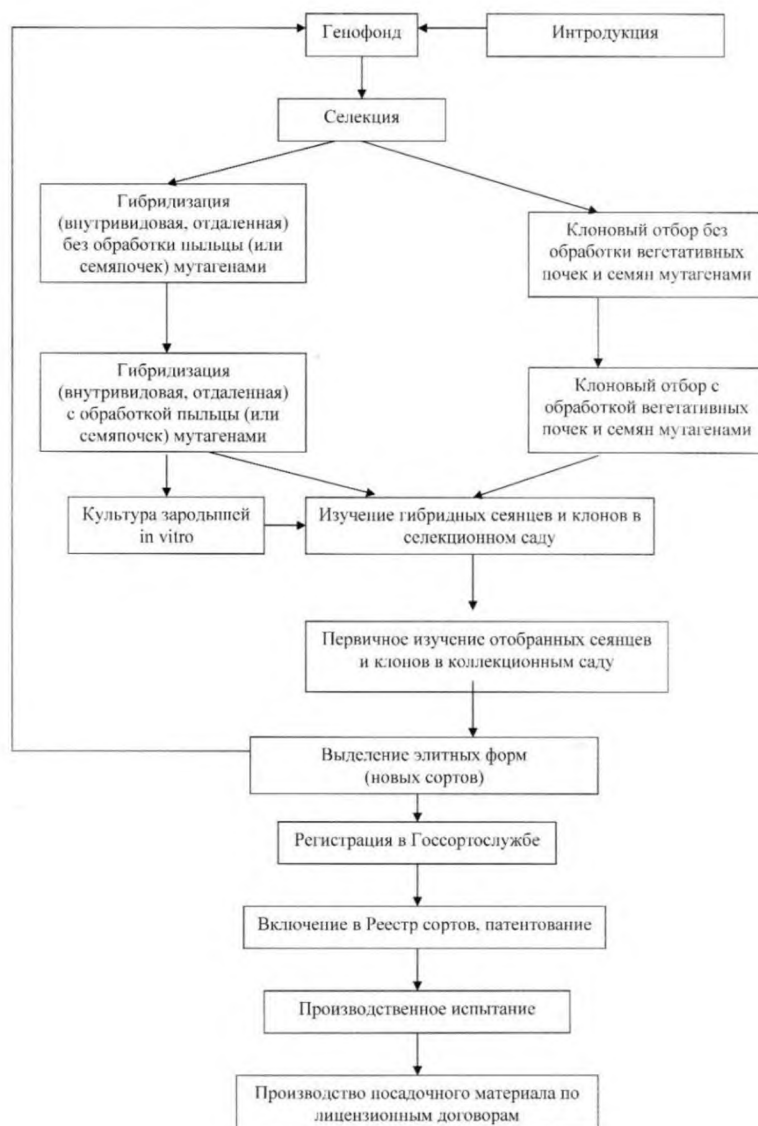 Генофонд
Интродукция
Селекция
Гибридизация
(внутривидовая, отдаленная)
без обработки пыльцы (или
семяпочек) мутагенами
Клоновый отбор без
обработки вегетативных
почек и семян мутагенами
Гибридизация
(внутривидовая, отдаленная)
с обработкой пыльцы (или
семяпочек) мутагенами
Клоновый отбор с
обработкой вегетативных
почек и семян мутагенами
Культура зародышей
in vitro
Изучение гибридных сеянцев и клонов в
селекционном саду
Первичное изучение отобранных сеянцев
и клонов в коллекционным саду
Выделение элитных форм
(новых сортов)
Регистрация в Госсортослужбе
Включение в Реестр сортов, патентование
Производственное испытание
Производство посадочного материала по
лицензионным договорам